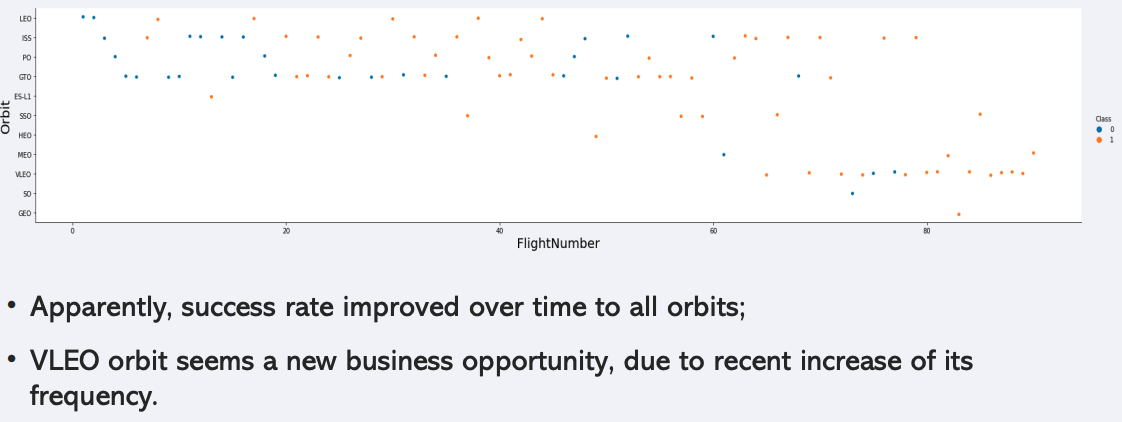 LEO
ISS
PO
GTO
ES-L1
SSO
HEO
MEO
VLEO
SO
GEO
Orbit
0
20
40
60
80
FlightNumber
Class
0
1
• Apparently, success rate improved over time to all orbits;
• VLEO orbit seems a new business opportunity, due to recent increase of its
frequency.